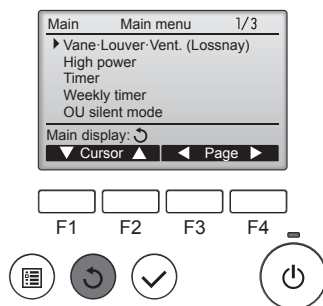 Main Main menu 1/3
Vane·Louver·Vent. (Lossnay)
High power
Timer
Weekly timer
OU silent mode
Main display:
Cursor Page
F1 F2 F3 F4